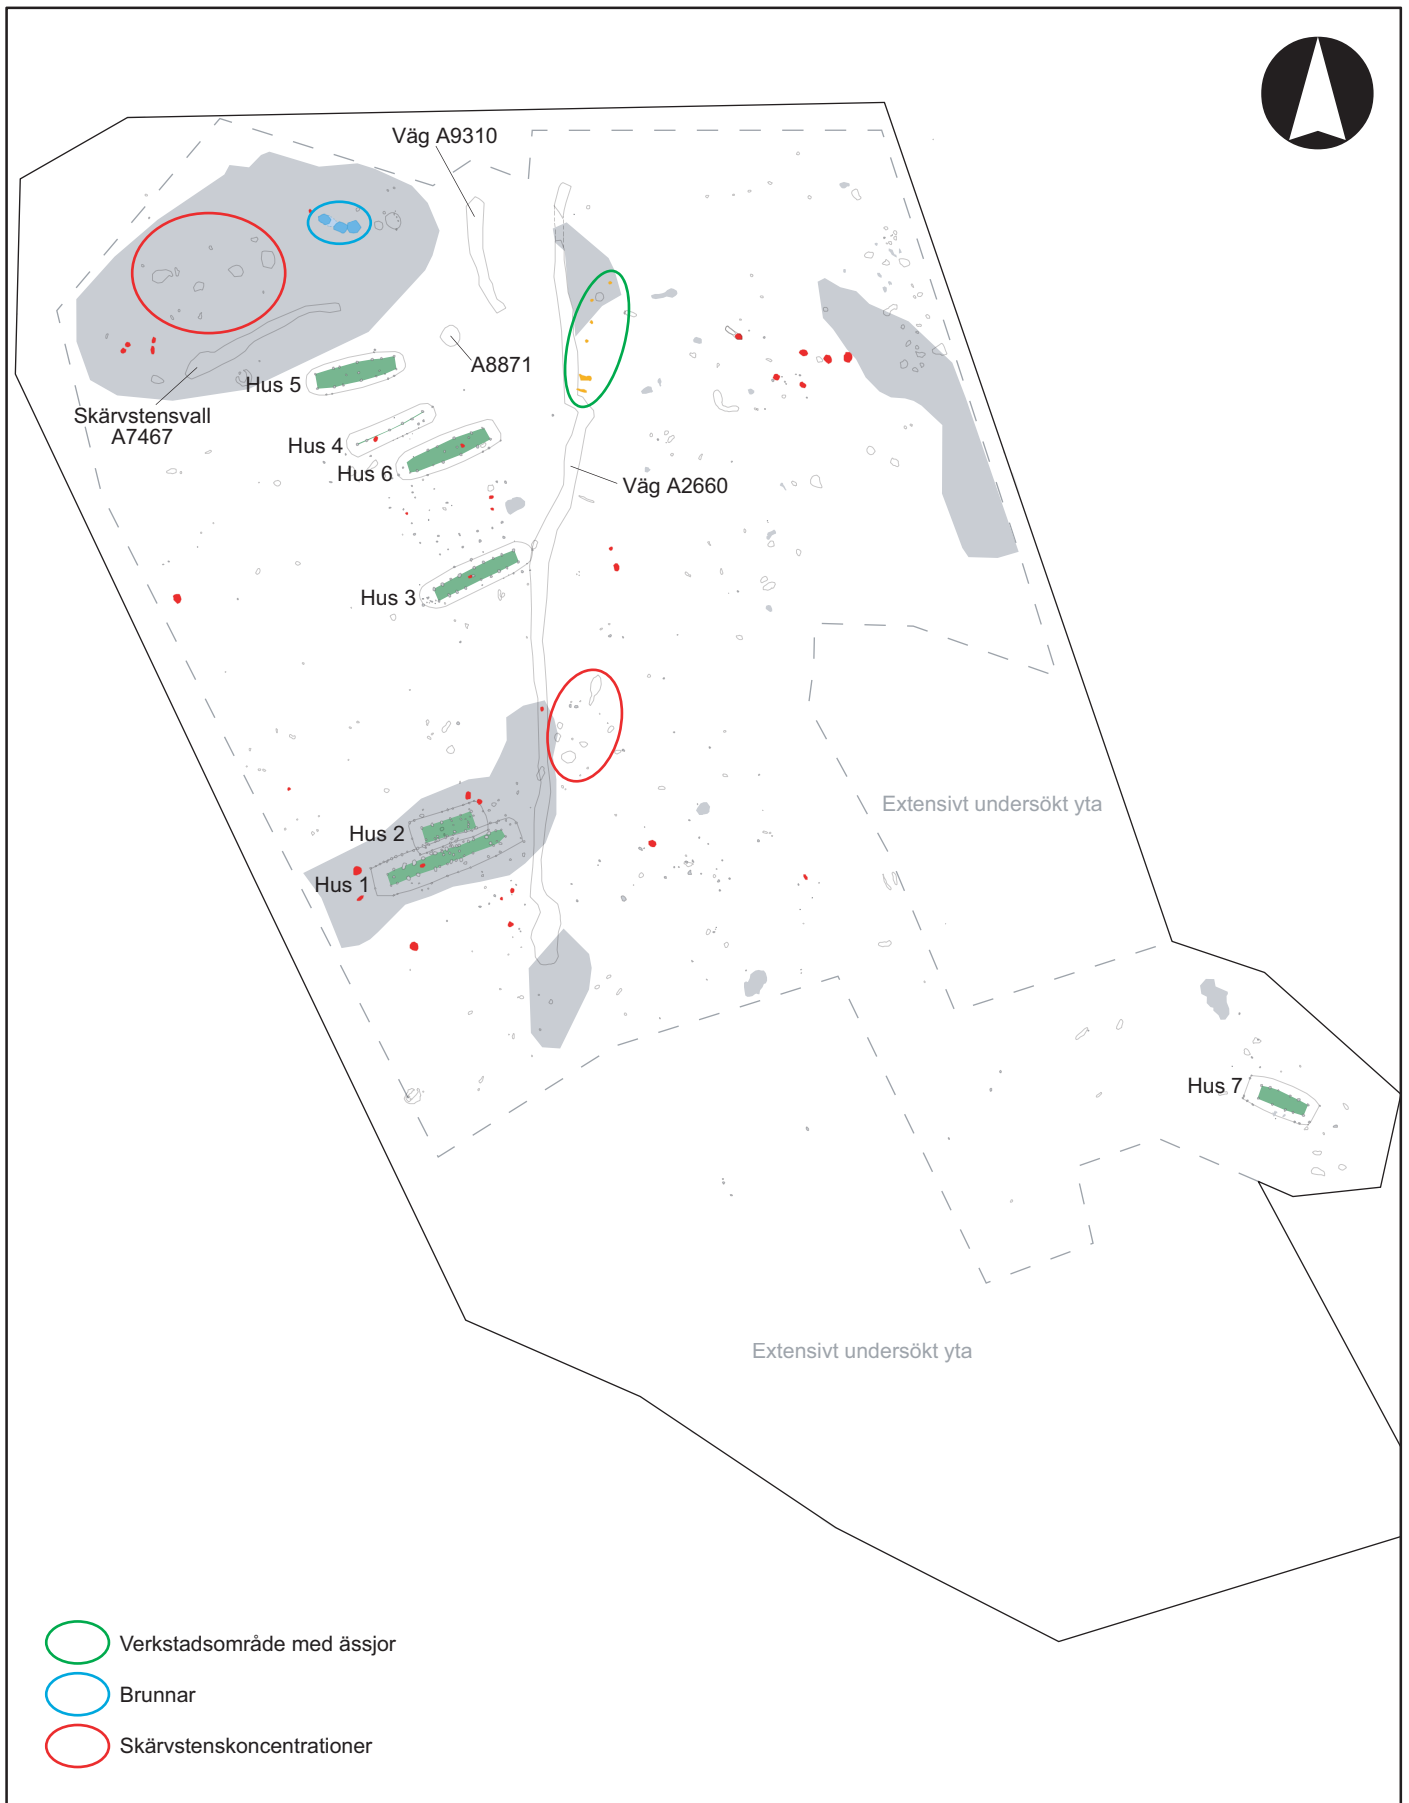 Väg A9310
A8871
Hus 5
Skärvstensvall
A7467
Hus 4
Hus 6
Väg A2660
Hus 3
Extensivt undersökt yta
Hus 2
Hus 1
Hus 7
Extensivt undersökt yta
Verkstadsområde med ässjor
Brunnar
Skärvstenskoncentrationer